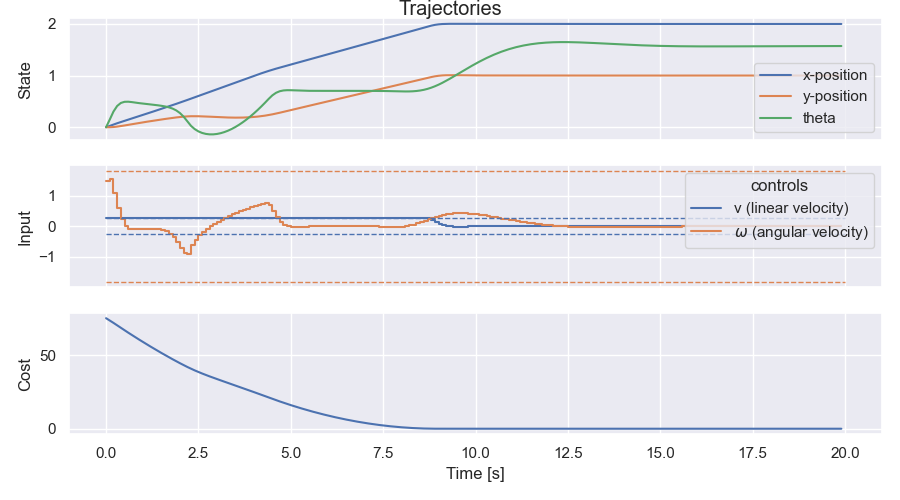 Trajectories
State
2
1
0
x-position
y-position
theta
Input
1
0
−1
controls
v (linear velocity)
ω (angular velocity)
Cost
50
0
0.0 2.5 5.0 7.5 10.0 12.5 15.0 17.5 20.0
Time [s]